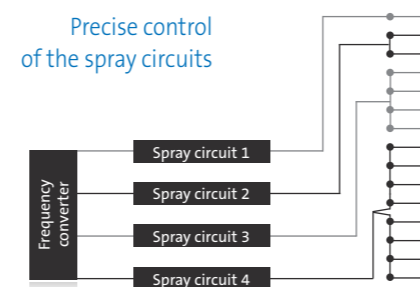 Precise control
of the spray circuits
Spray circuit 1
Spray circuit 2
Frequency
converter
Spray circuit 3
Spray circuit 4